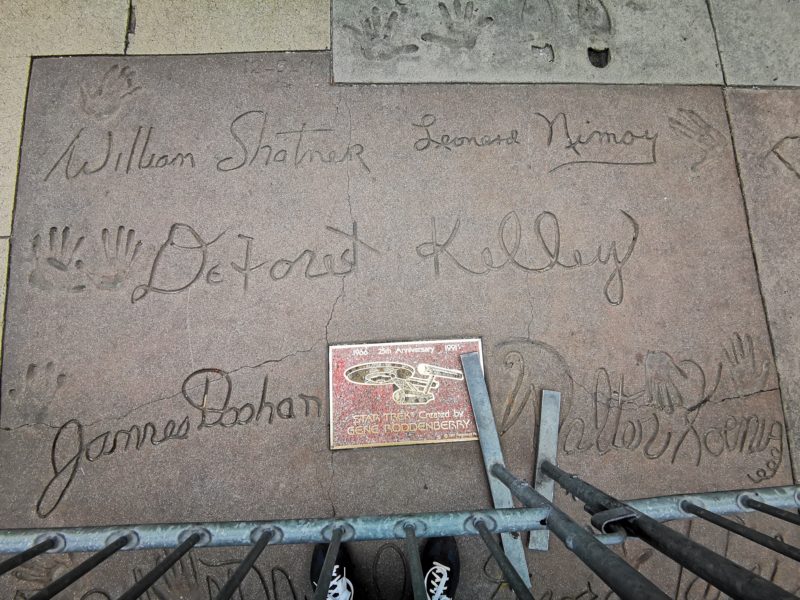 William Shatner Leonard Nimoy
DeForest Kelley
James Doohan
1966 25th Anniversary 1991
STAR TREK® Created by
GENE RODDENBERRY
Walter Koenig